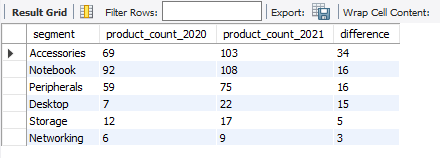 Result Grid Filter Rows: Export: Wrap Cell Content:
segment product_count_2020 product_count_2021 difference
Accessories 69 103 34
Notebook 92 108 16
Peripherals 59 75 16
Desktop 7 22 15
Storage 12 17 5
Networking 6 9 3